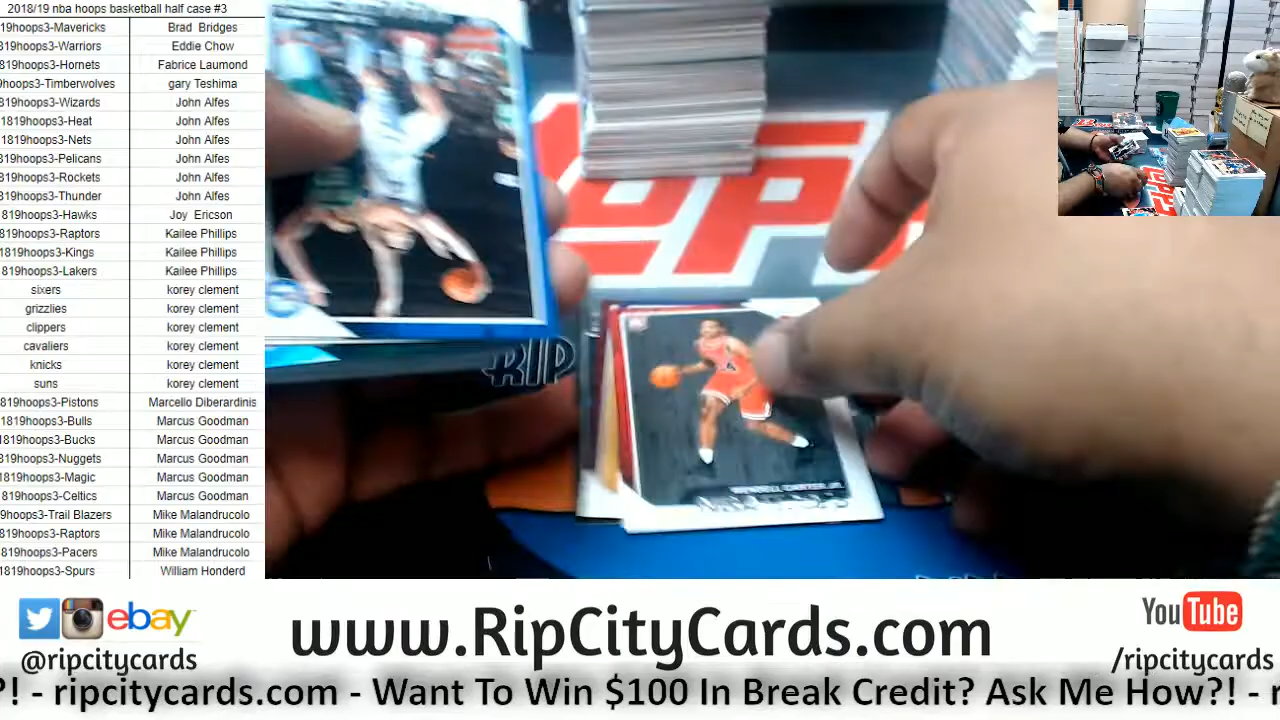 2018/19 nba hoops basketball half case #3
19hoops3-Mavericks Brad Bridges
819hoops3-Warriors Eddie Chow
819hoops3-Hornets Fabrice Laumond
9hoops3-Timberwolves gary Teshima
819hoops3-Wizards John Alfes
1819hoops3-Heat John Alfes
1819hoops3-Nets John Alfes
819hoops3-Pelicans John Alfes
819hoops3-Rockets John Alfes
819hoops3-Thunder John Alfes
819hoops3-Hawks Joy Ericson
819hoops3-Raptors Kailee Phillips
1819hoops3-Kings Kailee Phillips
819hoops3-Lakers Kailee Phillips
sixers korey clement
grizzlies korey clement
clippers korey clement
cavaliers korey clement
knicks korey clement
suns korey clement
819hoops3-Pistons Marcello Diberardinis
1819hoops3-Bulls Marcus Goodman
819hoops3-Bucks Marcus Goodman
819hoops3-Nuggets Marcus Goodman
819hoops3-Magic Marcus Goodman
819hoops3-Celtics Marcus Goodman
9hoops3-Trail Blazers Mike Malandrucolo
819hoops3-Raptors Mike Malandrucolo
819hoops3-Pacers Mike Malandrucolo
1819hoops3-Spurs William Honderd
RIP
ebay
@ripcitycards
www.RipCityCards.com
YouTube
/ripcitycards
?! - ripcitycards.com - Want To Win $100 In Break Credit? Ask Me How?! - r